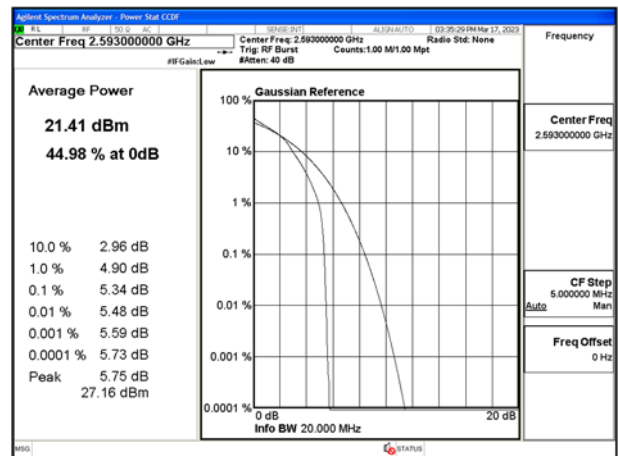 Agilent Spectrum Analyzer - Power Stat CCDF
RL RF 50 Ω AC SENSE:INT ALIGN AUTO 03:35:29 PM Mar 17, 2023
Center Freq 2.593000000 GHz Center Freq: 2.593000000 GHz Radio Std: None Frequency
Trig: RF Burst Counts:1.00 M/1.00 Mpt
#IFGain:Low #Atten: 40 dB
Average Power
21.41 dBm
44.98 % at 0dB
10.0 % 2.96 dB
1.0 % 4.90 dB
0.1 % 5.34 dB
0.01 % 5.48 dB
0.001 % 5.59 dB
0.0001 % 5.73 dB
Peak 5.75 dB
27.16 dBm
Gaussian Reference
100 %
10 %
1 %
0.1 %
0.01 %
0.001 %
0.0001 %
0 dB 20 dB
Info BW 20.000 MHz
Center Freq
2.593000000 GHz
CF Step
5.000000 MHz
Auto Man
Freq Offset
0 Hz
MSG STATUS